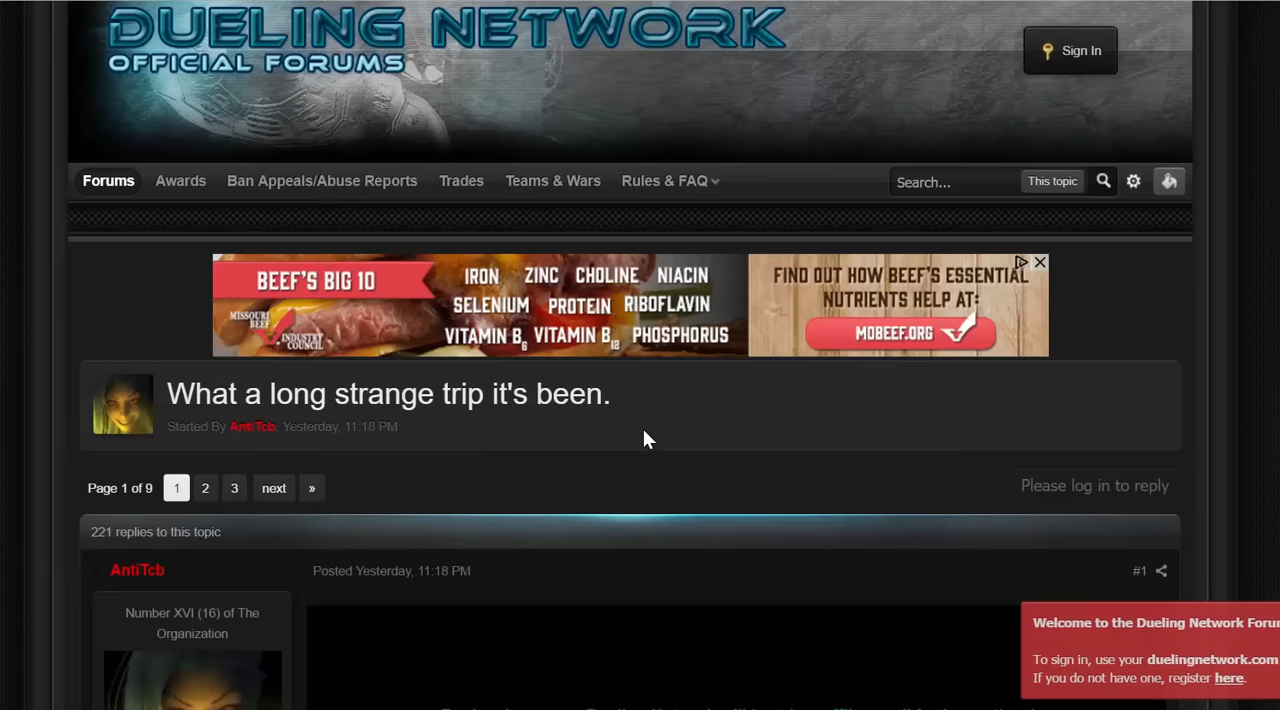 DUELING NETWORK
OFFICIAL FORUMS
Sign In
Forums Awards Ban Appeals/Abuse Reports Trades Teams & Wars Rules & FAQ
Search... This topic
BEEF'S BIG 10
MISSOURI
BEEF
INDUSTRY
COUNCIL
IRON ZINC CHOLINE NIACIN
SELENIUM PROTEIN RIBOFLAVIN
VITAMIN B6 VITAMIN B12 PHOSPHORUS
FIND OUT HOW BEEF'S ESSENTIAL
NUTRIENTS HELP AT:
MOBEEF.ORG
What a long strange trip it's been.
Started By AntiTcb, Yesterday, 11:18 PM
Page 1 of 9 1 2 3 next »
Please log in to reply
221 replies to this topic
AntiTcb
Posted Yesterday, 11:18 PM
#1
Number XVI (16) of The
Organization
Welcome to the Dueling Network Forum
To sign in, use your duelingnetwork.com
If you do not have one, register here.